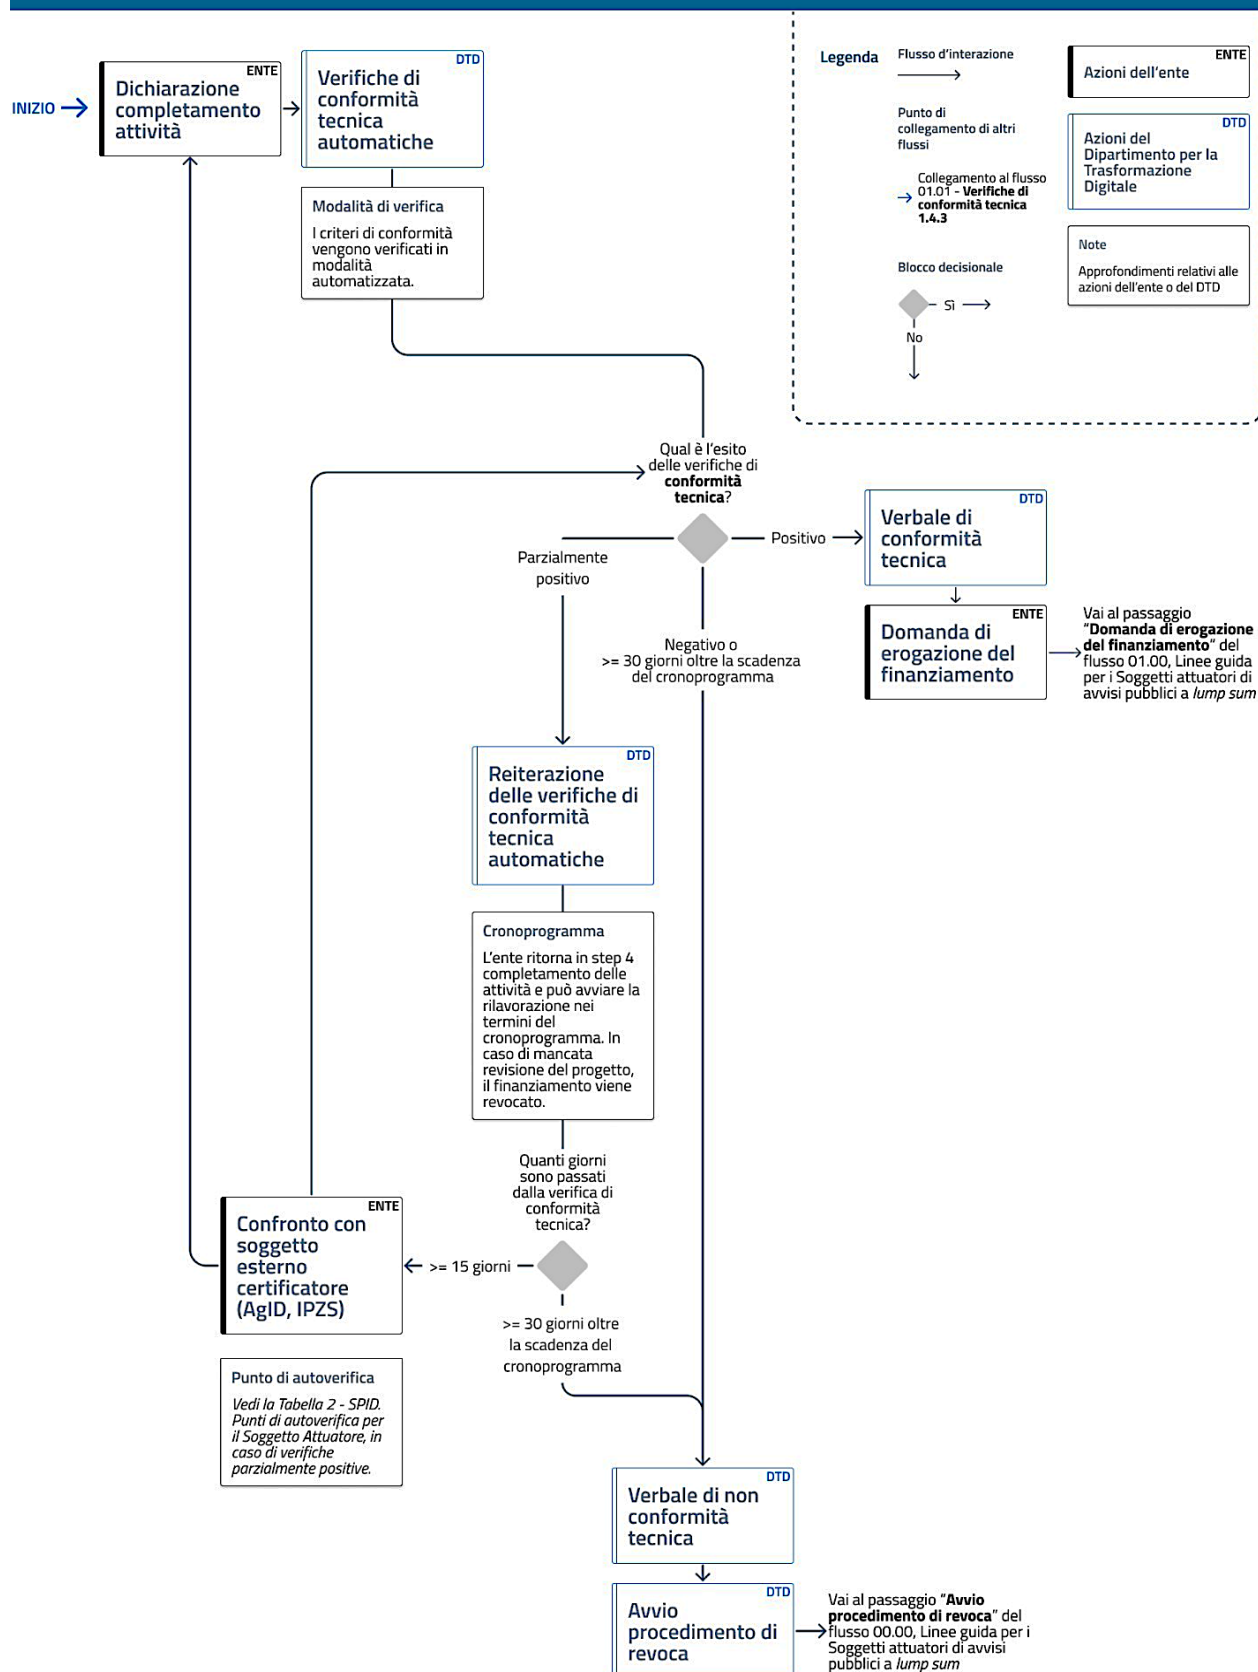 INIZIO
ENTE
Dichiarazione
completamento
attività
DTD
Verifiche di
conformità
tecnica
automatiche
Modalità di verifica
I criteri di conformità
vengono verificati in
modalità
automatizzata.
Legenda
Flusso d'interazione
Punto di
collegamento di altri
flussi
Collegamento al flusso
01.01 - Verifiche di
conformità tecnica
1.4.3
Blocco decisionale
Sì
No
ENTE
Azioni dell'ente
DTD
Azioni del
Dipartimento per la
Trasformazione
Digitale
Note
Approfondimenti relativi alle
azioni dell'ente o del DTD
Qual è l'esito
delle verifiche di
conformità
tecnica?
Positivo
DTD
Verbale di
conformità
tecnica
ENTE
Domanda di
erogazione del
finanziamento
Vai al passaggio
"Domanda di erogazione
del finanziamento" del
flusso 01.00, Linee guida
per i Soggetti attuatori di
avvisi pubblici a lump sum
Parzialmente
positivo
Negativo o
>= 30 giorni oltre la scadenza
del cronoprogramma
DTD
Reiterazione
delle verifiche di
conformità
tecnica
automatiche
Cronoprogramma
L'ente ritorna in step 4
completamento delle
attività e può avviare la
rilavorazione nei
termini del
cronoprogramma. In
caso di mancata
revisione del progetto,
il finanziamento viene
revocato.
Quanti giorni
sono passati
dalla verifica di
conformità
tecnica?
>= 15 giorni
ENTE
Confronto con
soggetto
esterno
certificatore
(AgID, IPZS)
Punto di autoverifica
Vedi la Tabella 2 - SPID.
Punti di autoverifica per
il Soggetto Attuatore, in
caso di verifiche
parzialmente positive.
>= 30 giorni oltre
la scadenza del
cronoprogramma
DTD
Verbale di non
conformità
tecnica
DTD
Avvio
procedimento di
revoca
Vai al passaggio "Avvio
procedimento di revoca" del
flusso 00.00, Linee guida per i
Soggetti attuatori di avvisi
pubblici a lump sum